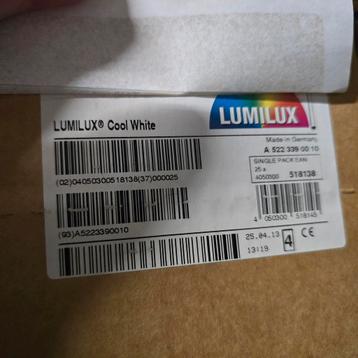 LUMILUX® Cool White
LUMILUX
Made in Germany
A 522 339 00 10
(02)04050300518138(37)000025
SINGLE PACK EAN
25 x
4050300 518138
4 050300 518145
(93)A5223390010
25.04.13
13:19
4 CE